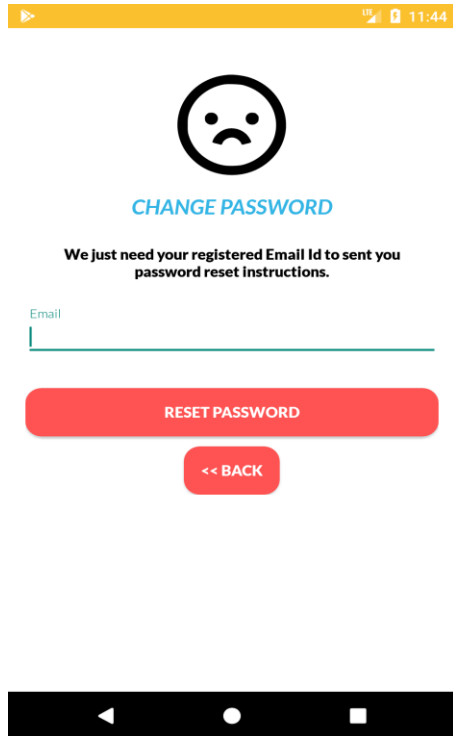 LTE 11:44
CHANGE PASSWORD
We just need your registered Email Id to sent you
password reset instructions.
Email
RESET PASSWORD
<< BACK